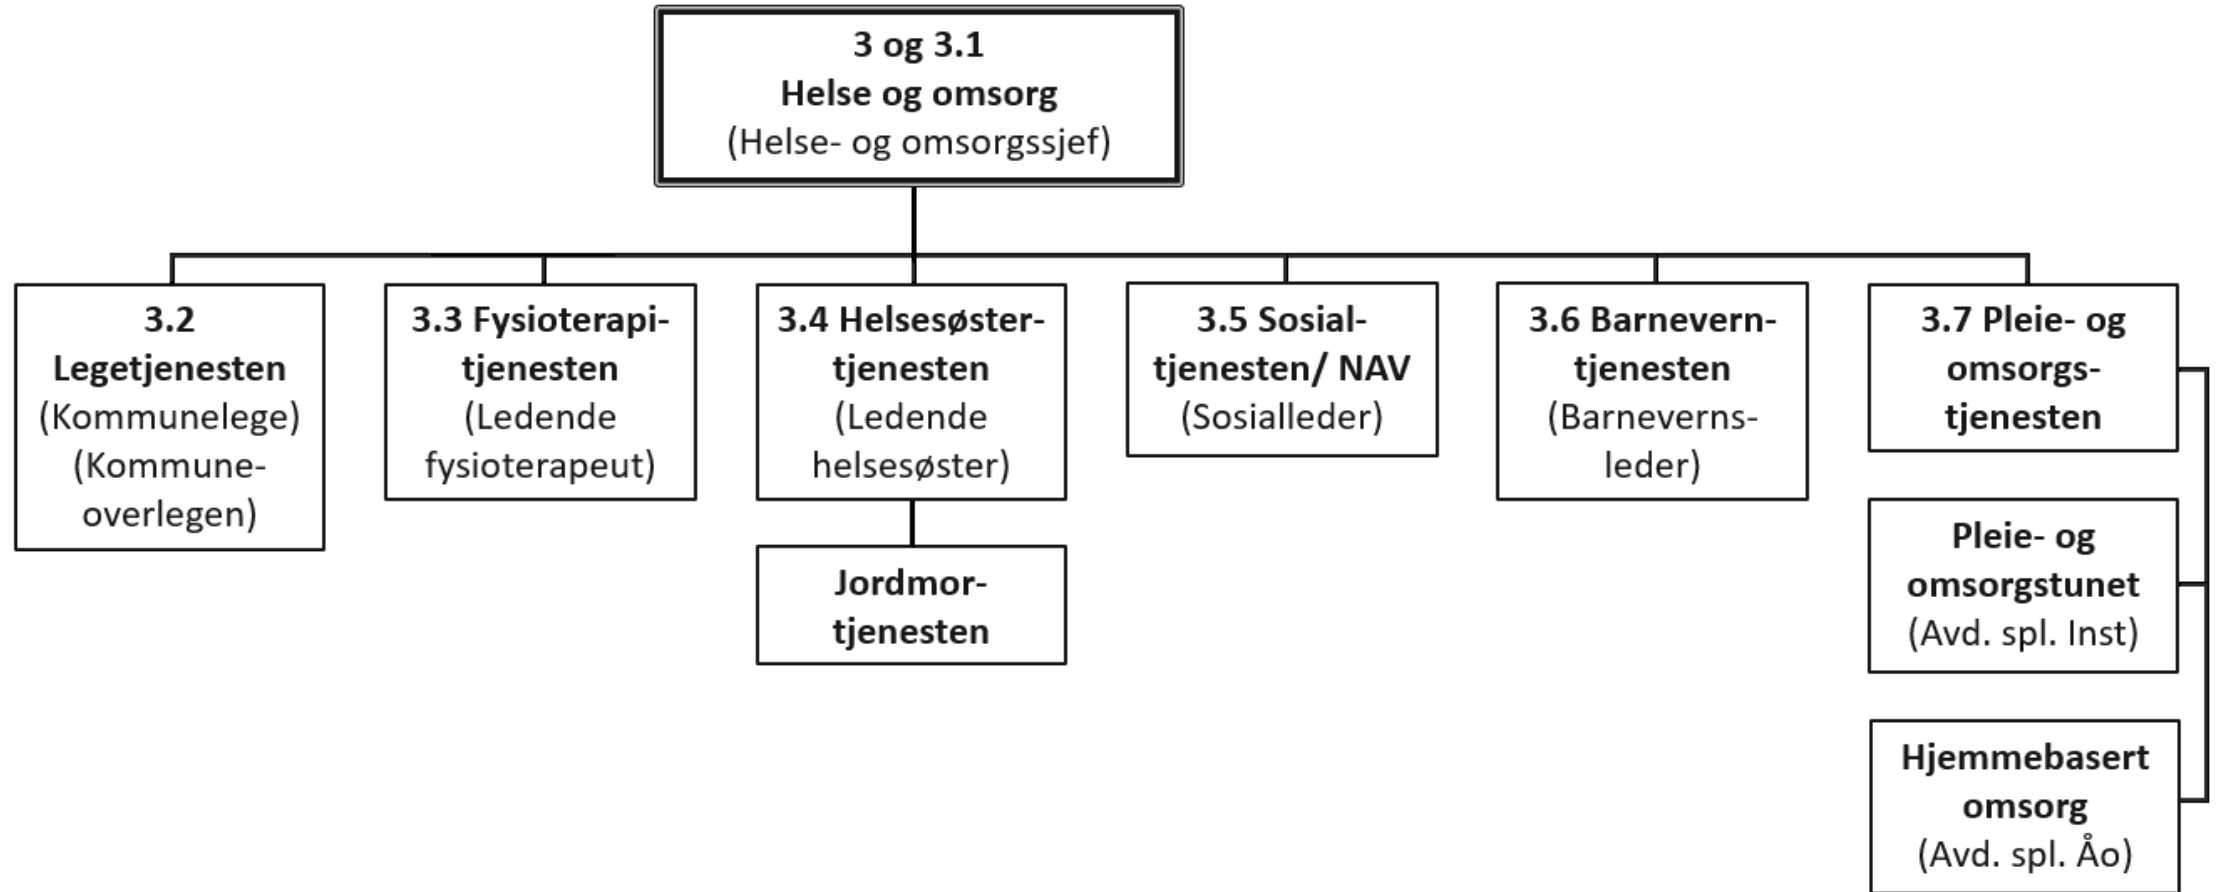 3 og 3.1
Helse og omsorg
(Helse- og omsorgssjef)
3.2
Legetjenesten
(Kommunelege)
(Kommune-
overlegen)
3.3 Fysioterapi-
tjenesten
(Ledende
fysioterapeut)
3.4 Helsesøster-
tjenesten
(Ledende
helsesøster)
Jordmor-
tjenesten
3.5 Sosial-
tjenesten/ NAV
(Sosialleder)
3.6 Barnevern-
tjenesten
(Barneverns-
leder)
3.7 Pleie- og
omsorgs-
tjenesten
Pleie- og
omsorgstunet
(Avd. spl. Inst)
Hjemmebasert
omsorg
(Avd. spl. Åo)